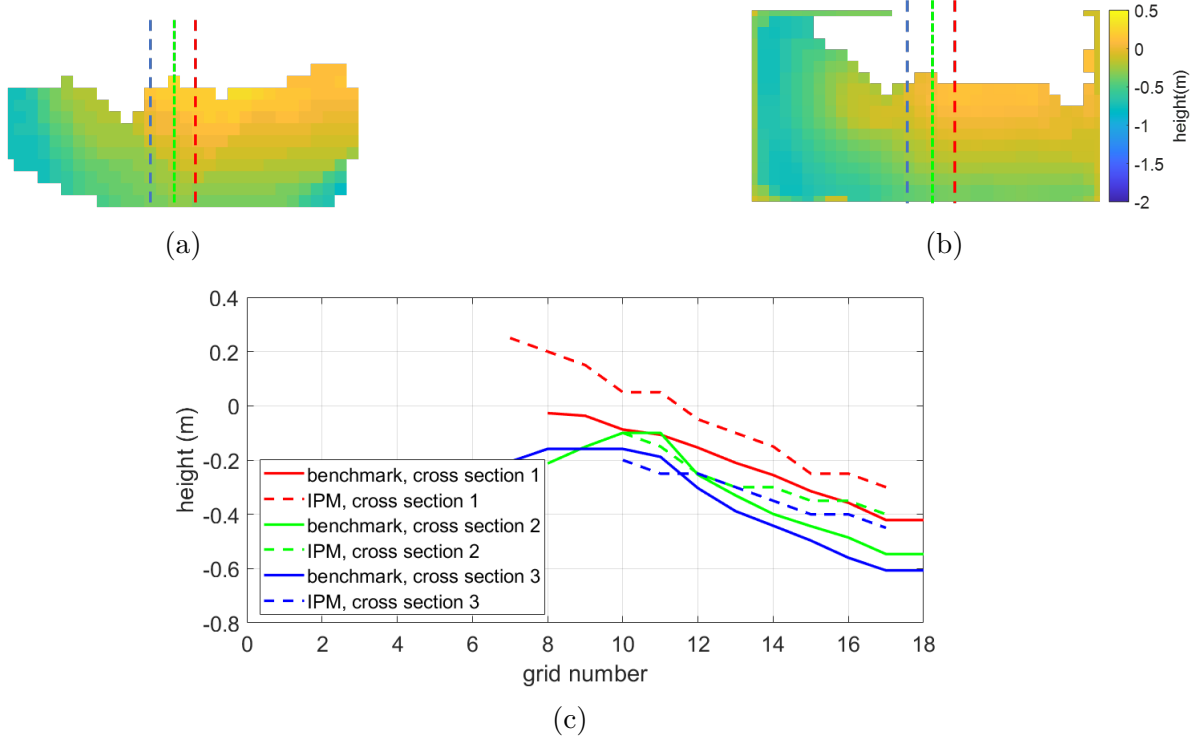 0.5
0
-0.5
-1
-1.5
-2
height(m)
(a)
(b)
0.4
0.2
0
-0.2
-0.4
-0.6
-0.8
height (m)
benchmark, cross section 1
IPM, cross section 1
benchmark, cross section 2
IPM, cross section 2
benchmark, cross section 3
IPM, cross section 3
0 2 4 6 8 10 12 14 16 18
grid number
(c)